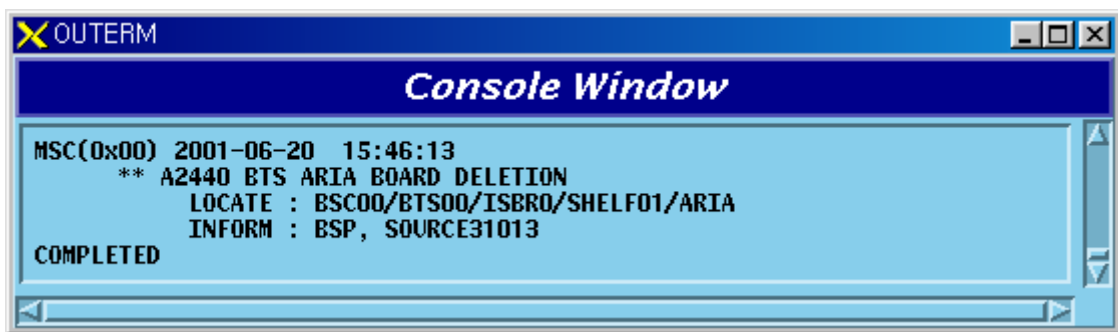 OUTERM
Console Window
MSC(0x00) 2001-06-20 15:46:13
** A2440 BTS ARIA BOARD DELETION
LOCATE : BSC00/BTS00/ISBR0/SHELF01/ARIA
INFORM : BSP, SOURCE31013
COMPLETED